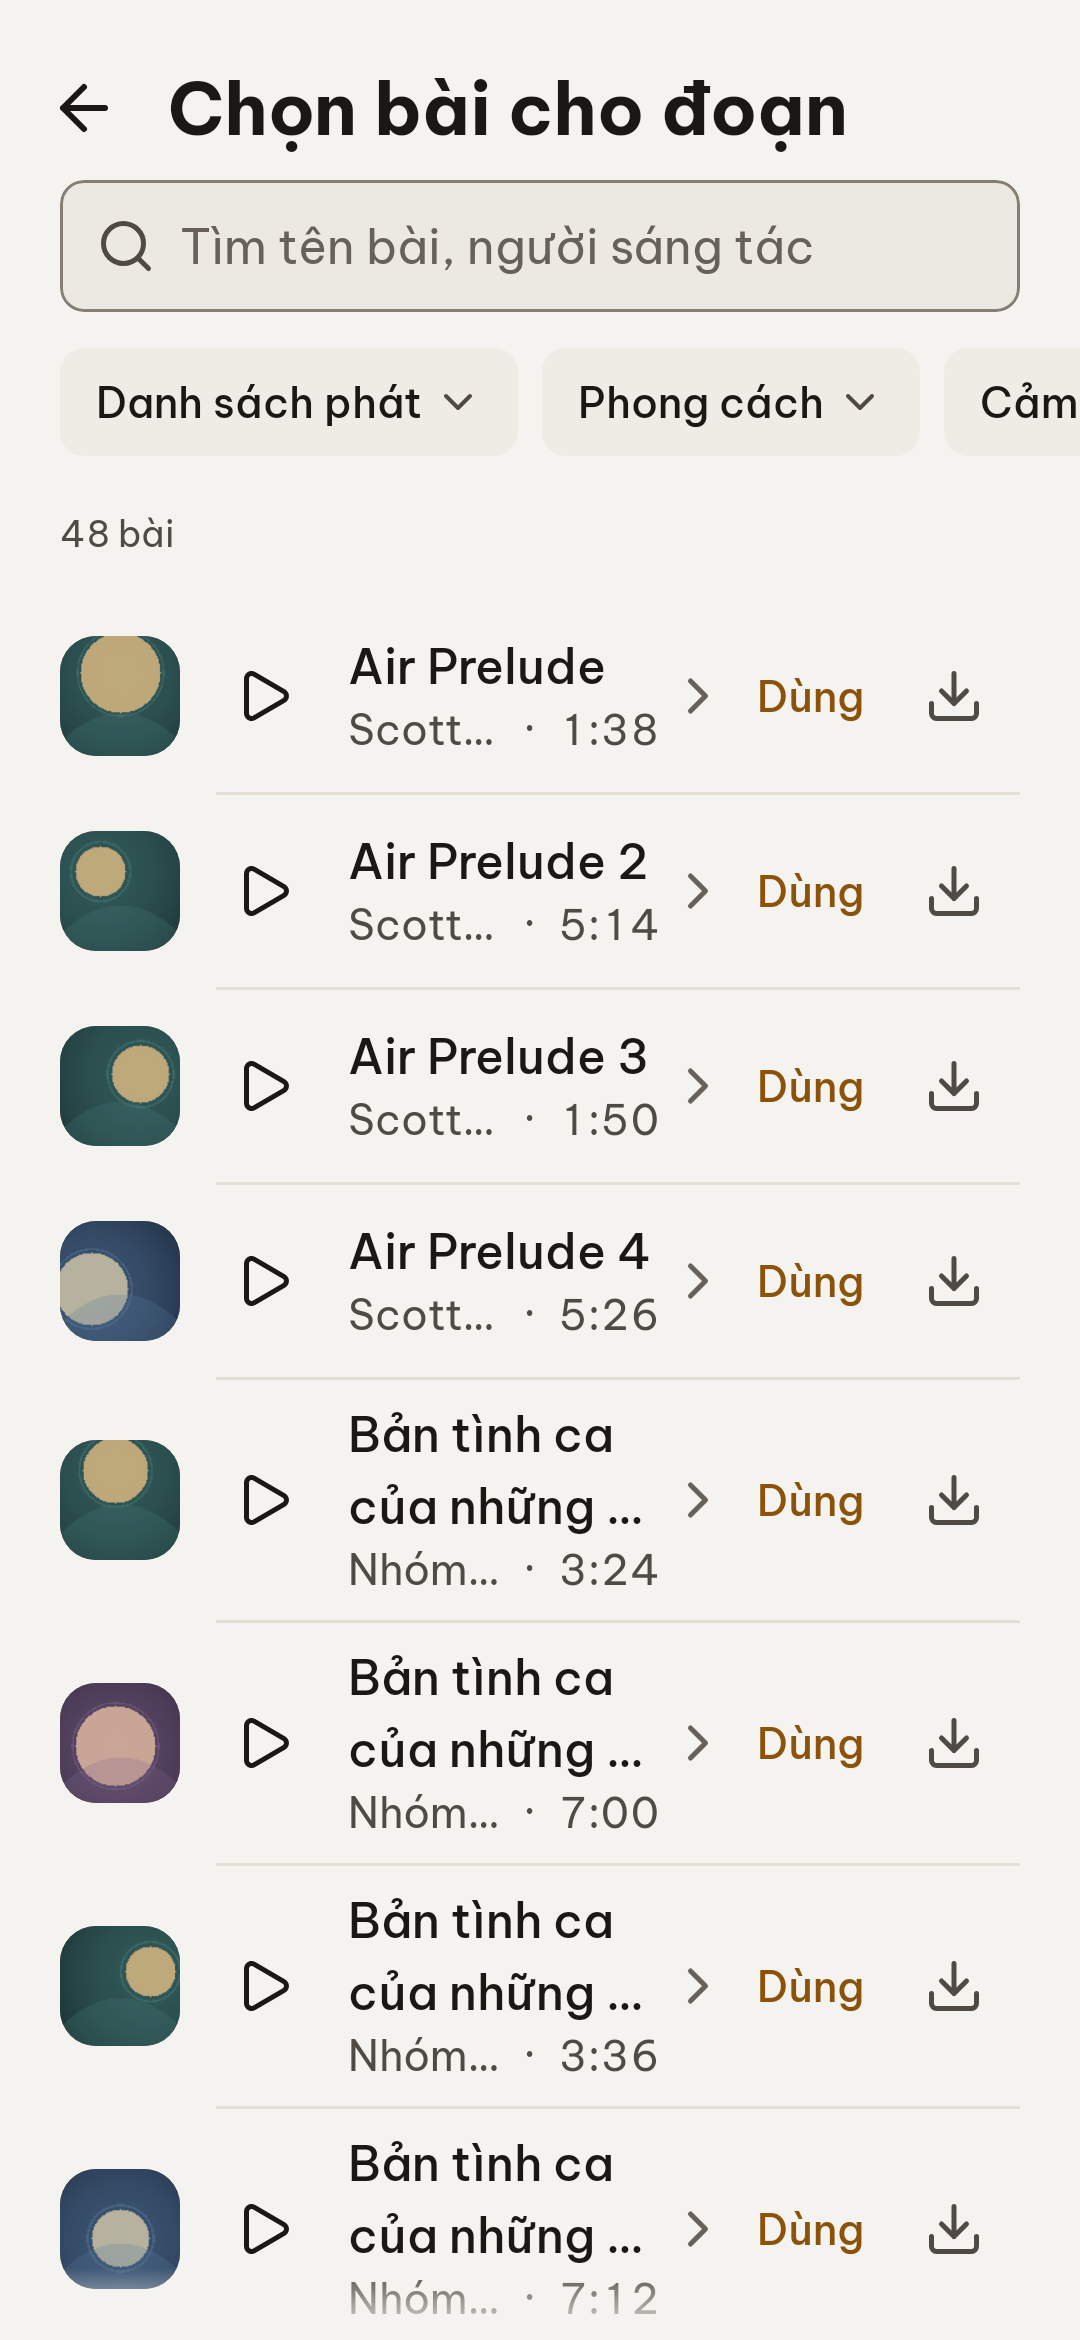 Chọn bài cho đoạn
Tìm tên bài, người sáng tác
Danh sách phát
Phong cách
Cảm
48 bài
Air Prelude
Scott... · 1:38
Dùng
Air Prelude 2
Scott... · 5:14
Dùng
Air Prelude 3
Scott... · 1:50
Dùng
Air Prelude 4
Scott... · 5:26
Dùng
Bản tình ca
của những ...
Nhóm... · 3:24
Dùng
Bản tình ca
của những ...
Nhóm... · 7:00
Dùng
Bản tình ca
của những ...
Nhóm... · 3:36
Dùng
Bản tình ca
của những ...
Nhóm... · 7:12
Dùng